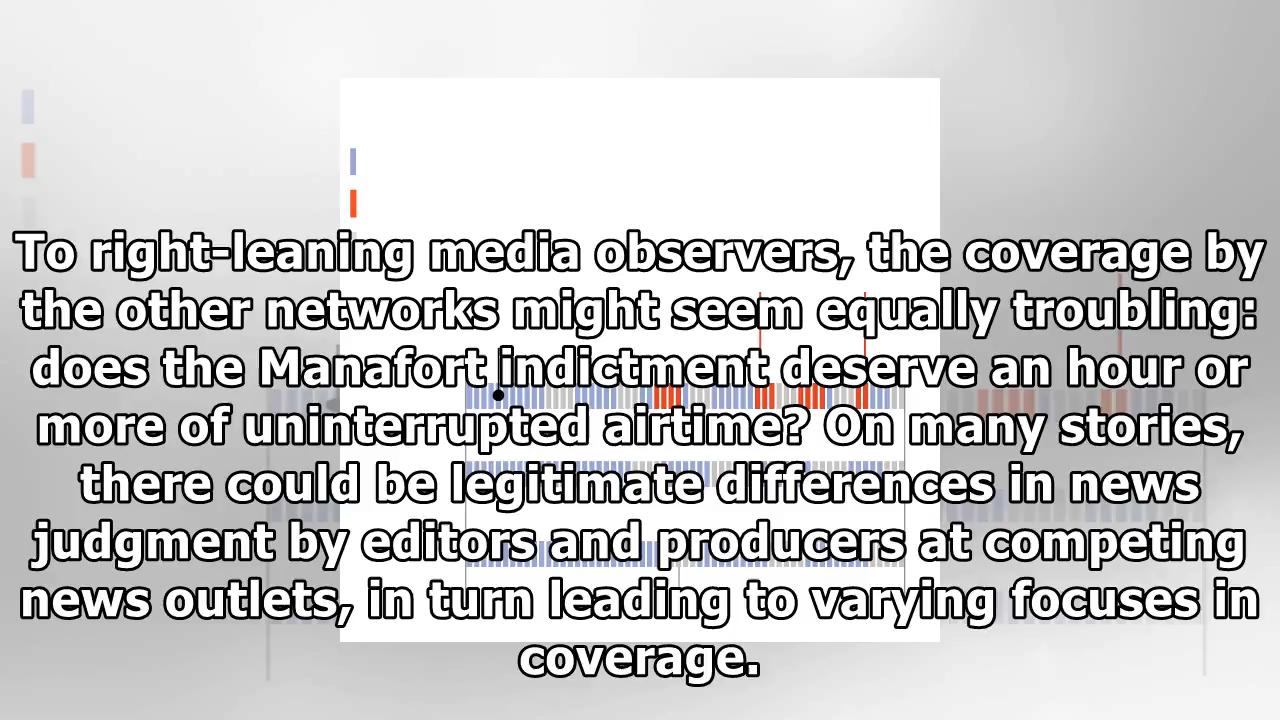 To right-leaning media observers, the coverage by
the other networks might seem equally troubling:
does the Manafort indictment deserve an hour or
more of uninterrupted airtime? On many stories,
there could be legitimate differences in news
judgment by editors and producers at competing
news outlets, in turn leading to varying focuses in
coverage.